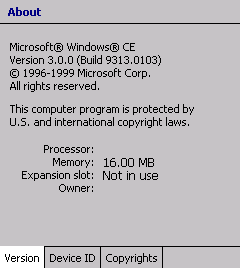 About
Microsoft® Windows® CE
Version 3.0.0 (Build 9313.0103)
© 1996-1999 Microsoft Corp.
All rights reserved.
This computer program is protected by
U.S. and international copyright laws.
Processor:
Memory: 16.00 MB
Expansion slot: Not in use
Owner:
Version Device ID Copyrights